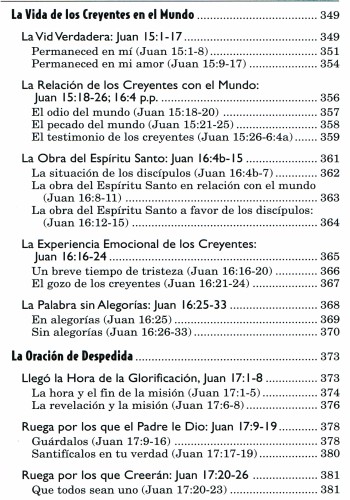 La Vida de los Creyentes en el Mundo ........................ 349
La Vid Verdadera: Juan 15:1-17 ........................ 349
Permaneced en mí (Juan 15:1-8) ........................ 351
Permaneced en mi amor (Juan 15:9-17) ........................ 354
La Relación de los Creyentes con el Mundo:
Juan 15:18-26; 16:4 p.p. ........................ 356
El odio del mundo (Juan 15:18-20) ........................ 357
El pecado del mundo (Juan 15:21-25) ........................ 358
El testimonio de los creyentes (Juan 15:26-6:4a) ...... 359
La Obra del Espíritu Santo: Juan 16:4b-15 ................ 361
La situación de los discípulos (Juan 16:4b-7) ........... 362
La obra del Espíritu Santo en relación con el mundo
(Juan 16:8-11) ........................ 363
La obra del Espíritu Santo a favor de los discípulos:
(Juan 16:12-15) ........................ 364
La Experiencia Emocional de los Creyentes:
Juan 16:16-24 ........................ 365
Un breve tiempo de tristeza (Juan 16:16-20) ........... 366
El gozo de los creyentes (Juan 16:21-24) ................ 367
La Palabra sin Alegorías: Juan 16:25-33 ................ 368
En alegorías (Juan 16:25) ........................ 369
Sin alegorías (Juan 16:26-33) ........................ 370
La Oración de Despedida ........................ 373
Llegó la Hora de la Glorificación, Juan 17:1-8 ............... 373
La hora y el fin de la misión (Juan 17:1-5) ............... 374
La revelación y la misión (Juan 17:6-8) ................ 376
Ruega por los que el Padre le Dio: Juan 17:9-19 ........... 378
Guárdalos (Juan 17:9-16) ........................ 378
Santifícalos en tu verdad (Juan 17:17-19) ................ 380
Ruega por los que Creerán: Juan 17:20-26 ................ 381
Que todos sean uno (Juan 17:20-23) ........................ 381